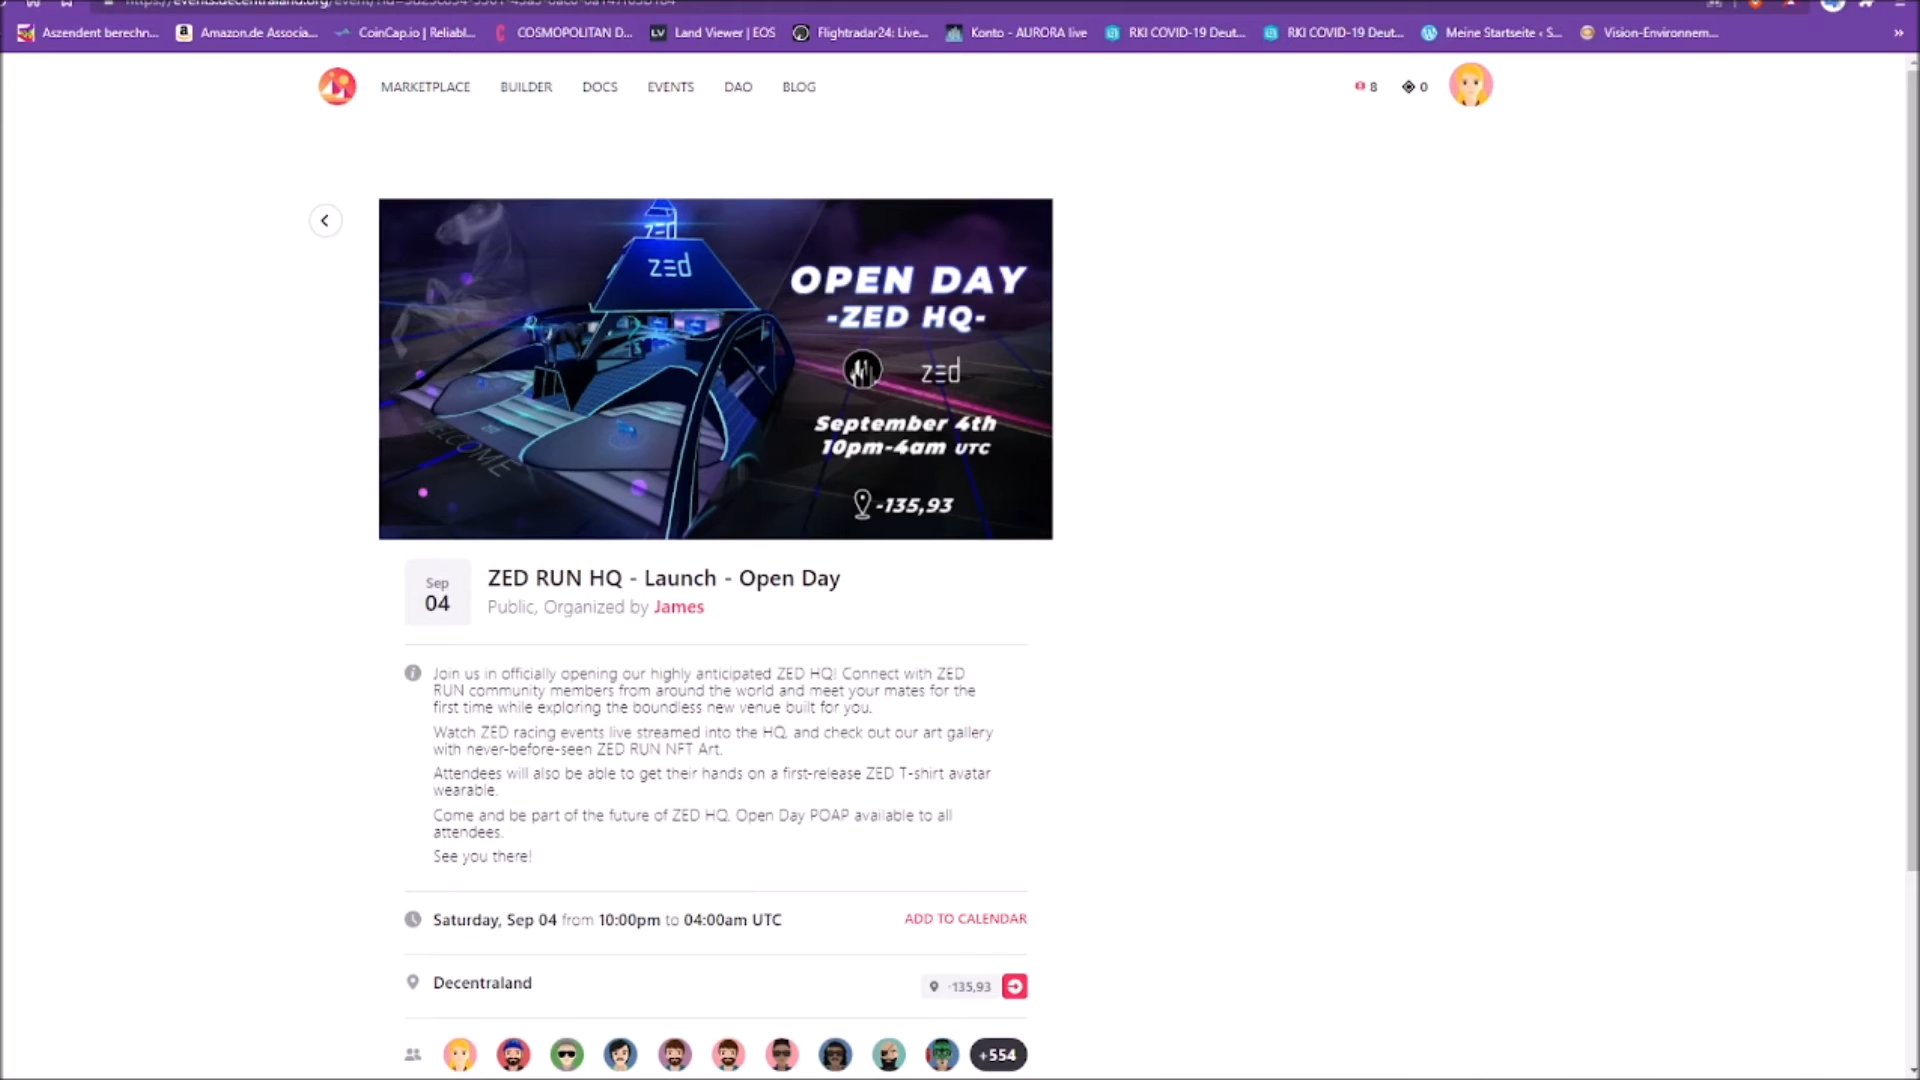 Aszendent berechn... Amazon.de Associa... CoinCap.io | Reliabl... COSMOPOLITAN D... LV Land Viewer | EOS Flightradar24: Live... Konto - AURORA live RKI COVID-19 Deut... RKI COVID-19 Deut... Meine Startseite ‹ S... Vision-Environnem... »
MARKETPLACE BUILDER DOCS EVENTS DAO BLOG 8 0
zed
zed
OPEN DAY
-ZED HQ-
zed
September 4th
10pm-4am UTC
-135,93
WELCOME
Sep
04
ZED RUN HQ - Launch - Open Day
Public, Organized by James
Join us in officially opening our highly anticipated ZED HQ! Connect with ZED
RUN community members from around the world and meet your mates for the
first time while exploring the boundless new venue built for you.
Watch ZED racing events live streamed into the HQ, and check out our art gallery
with never-before-seen ZED RUN NFT Art.
Attendees will also be able to get their hands on a first-release ZED T-shirt avatar
wearable.
Come and be part of the future of ZED HQ. Open Day POAP available to all
attendees.
See you there!
Saturday, Sep 04 from 10:00pm to 04:00am UTC ADD TO CALENDAR
Decentraland -135,93
+554